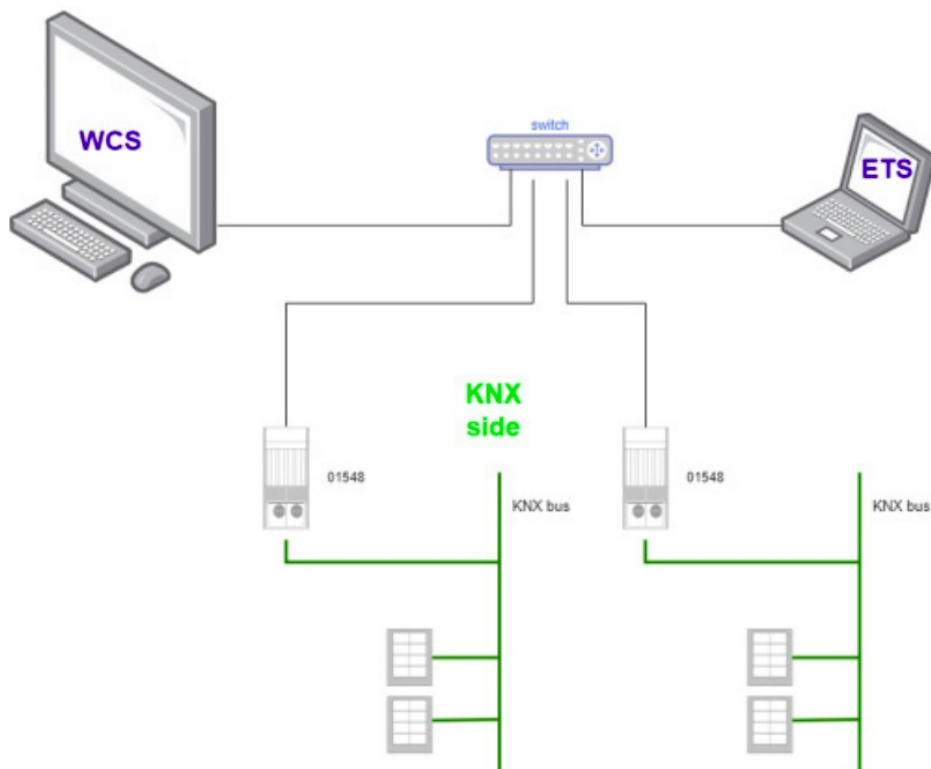 switch
WCS
ETS
KNX
side
01548
01548
KNX bus
KNX bus